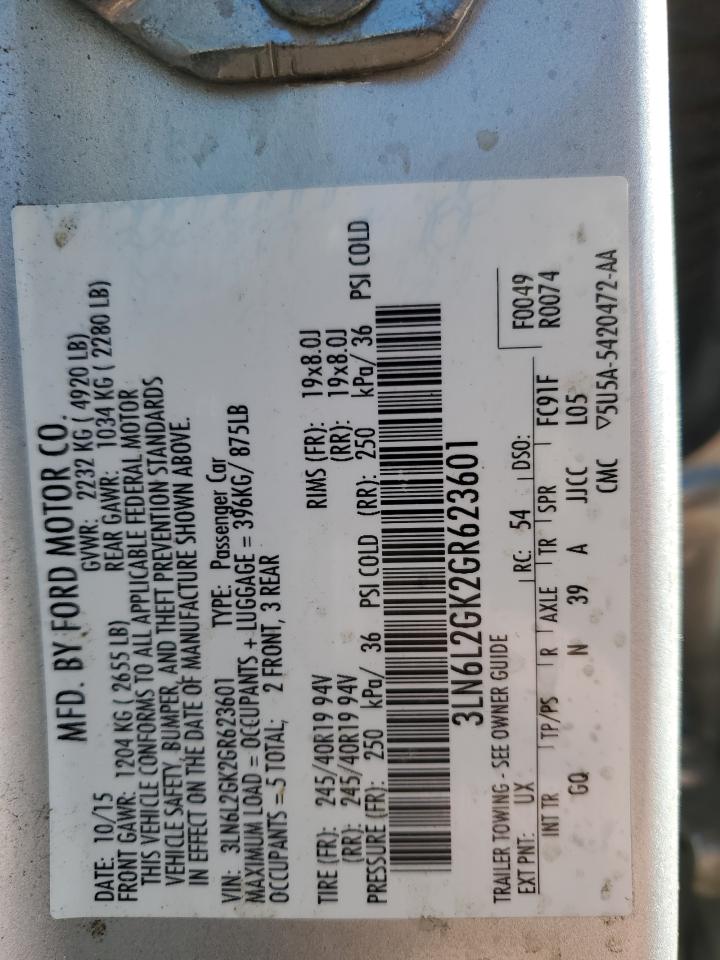 MFD. BY FORD MOTOR CO.
DATE: 10/15 GVWR: 2232 KG ( 4920 LB)
FRONT GAWR: 1204 KG ( 2655 LB) REAR GAWR: 1034 KG ( 2280 LB)
THIS VEHICLE CONFORMS TO ALL APPLICABLE FEDERAL MOTOR
VEHICLE SAFETY, BUMPER, AND THEFT PREVENTION STANDARDS
IN EFFECT ON THE DATE OF MANUFACTURE SHOWN ABOVE.
VIN: 3LN6L2GK2GR623601 TYPE: Passenger Car
MAXIMUM LOAD = OCCUPANTS + LUGGAGE = 396KG/ 875LB
OCCUPANTS = 5 TOTAL; 2 FRONT, 3 REAR
TIRE (FR): 245/40R19 94V RIMS (FR): 19x8.0J
(RR): 245/40R19 94V (RR): 19x8.0J
PRESSURE (FR): 250 kPa/ 36 PSI COLD (RR): 250 kPa/ 36 PSI COLD
3LN6L2GK2GR623601
TRAILER TOWING - SEE OWNER GUIDE F0049
EXT PNT: UX RC: 54 DSO: R0074
INT TR TP/PS R AXLE TR SPR FC91F
GQ N 39 A JJCC L05
CMC ▽5U5A-5420472-AA